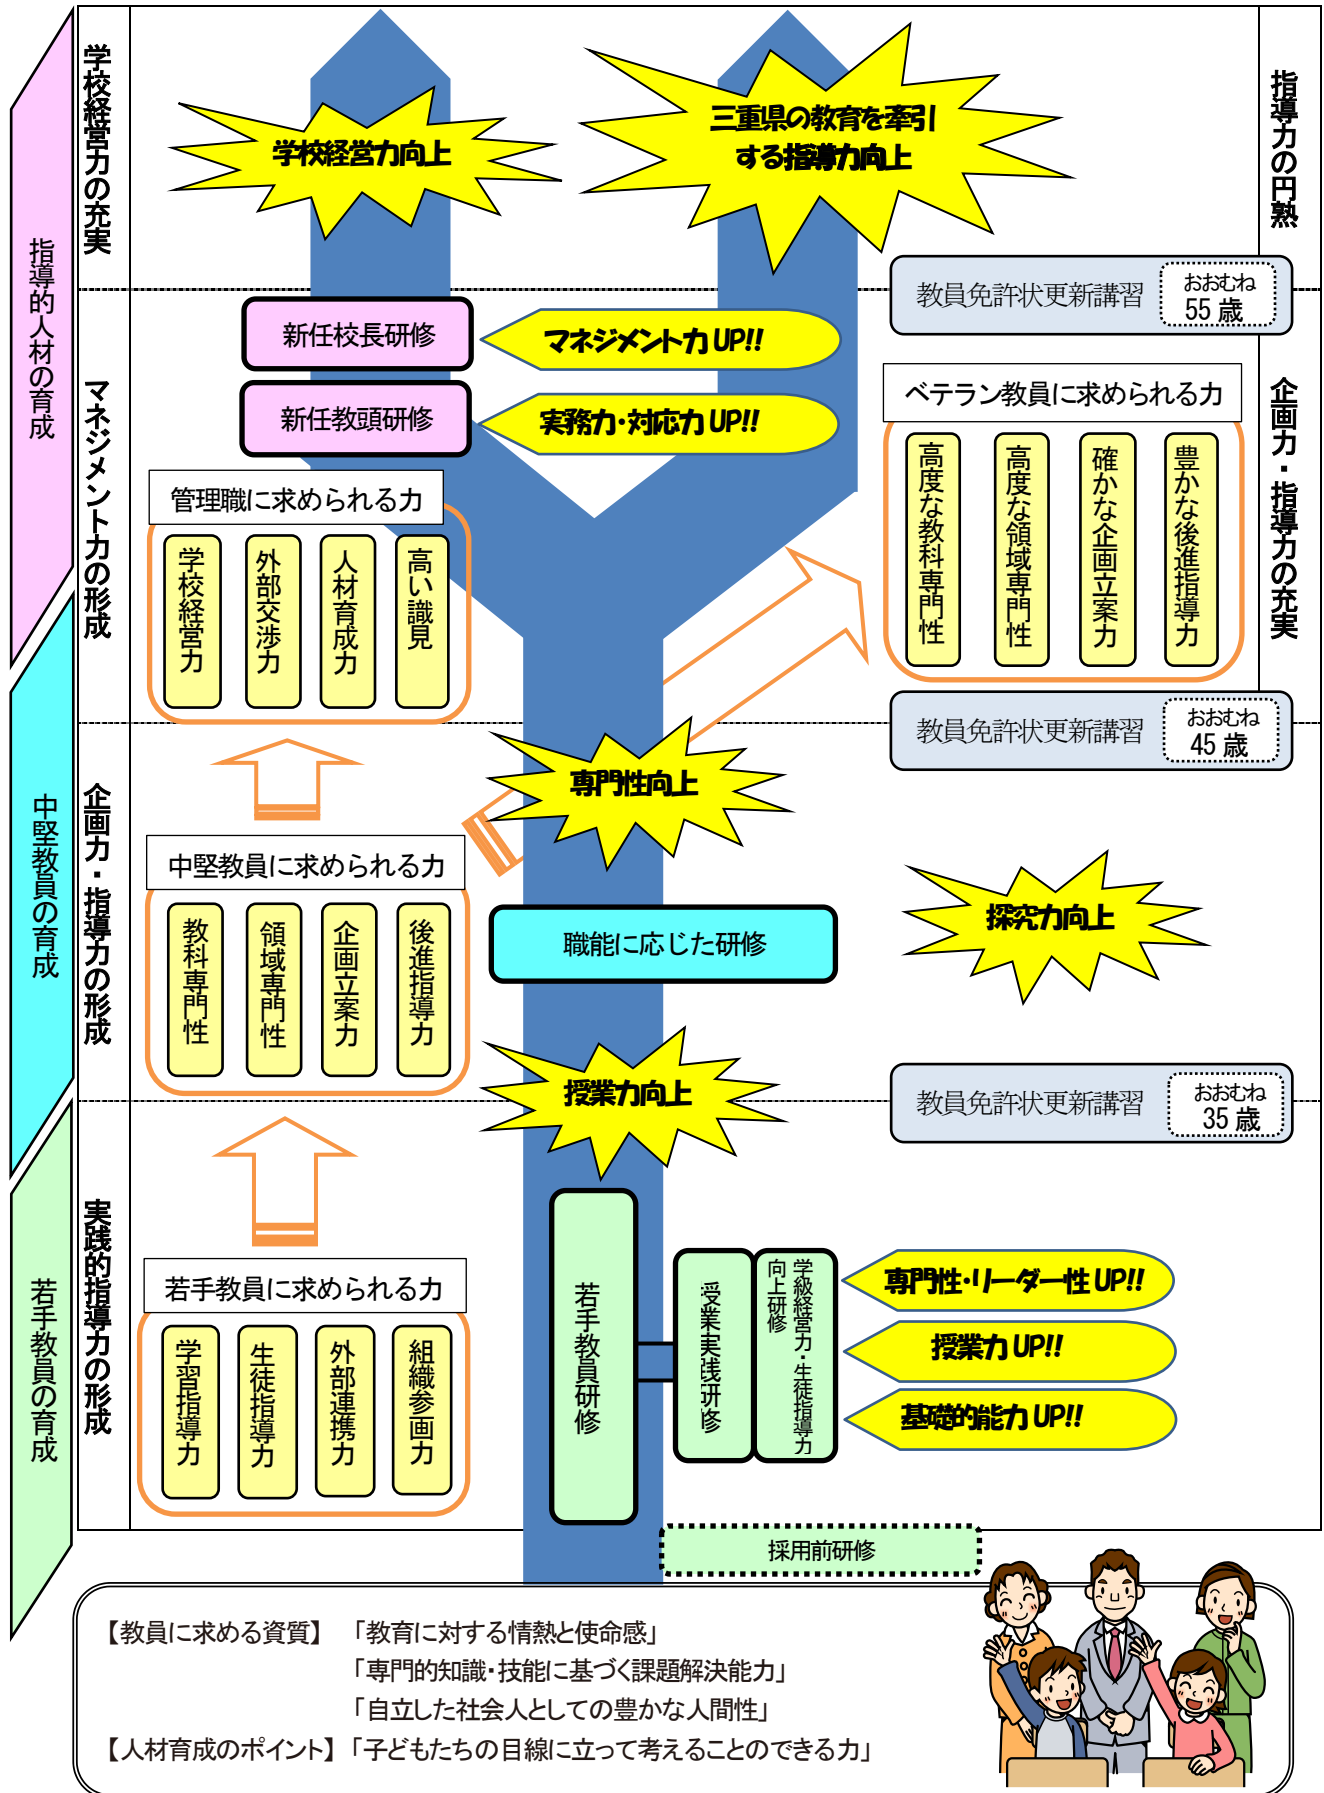 学校経営力の充実
マネジメント力の形成
企画力・指導力の形成
実践的指導力の形成
指導的人材の育成
中堅教員の育成
若手教員の育成
指導力の円熟
企画力・指導力の充実
学校経営力向上
三重県の教育を牽引
する指導力向上
教員免許状更新講習
おおむね
55 歳
新任校長研修
マネジメント力 UP!!
新任教頭研修
実務力・対応力 UP!!
ベテラン教員に求められる力
高度な教科専門性
高度な領域専門性
確かな企画立案力
豊かな後進指導力
管理職に求められる力
学校経営力
外部交渉力
人材育成力
高い識見
教員免許状更新講習
おおむね
45 歳
専門性向上
中堅教員に求められる力
教科専門性
領域専門性
企画立案力
後進指導力
職能に応じた研修
探究力向上
授業力向上
教員免許状更新講習
おおむね
35 歳
若手教員に求められる力
学習指導力
生徒指導力
外部連携力
組織参画力
若手教員研修
授業実践研修
学級経営力・生徒指導力
向上研修
専門性・リーダー性 UP!!
授業力 UP!!
基礎的能力 UP!!
採用前研修
【教員に求める資質】 「教育に対する情熱と使命感」
「専門的知識・技能に基づく課題解決能力」
「自立した社会人としての豊かな人間性」
【人材育成のポイント】 「子どもたちの目線に立って考えることのできる力」